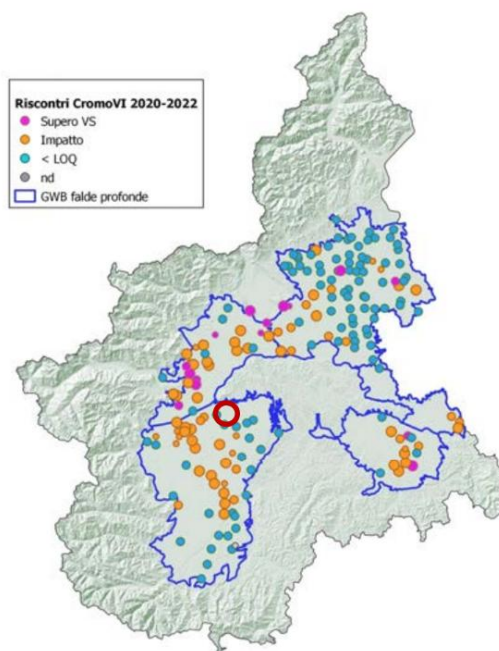 Riscontri CromoVI 2020-2022
Supero VS
Impatto
< LOQ
nd
GWB falde profonde